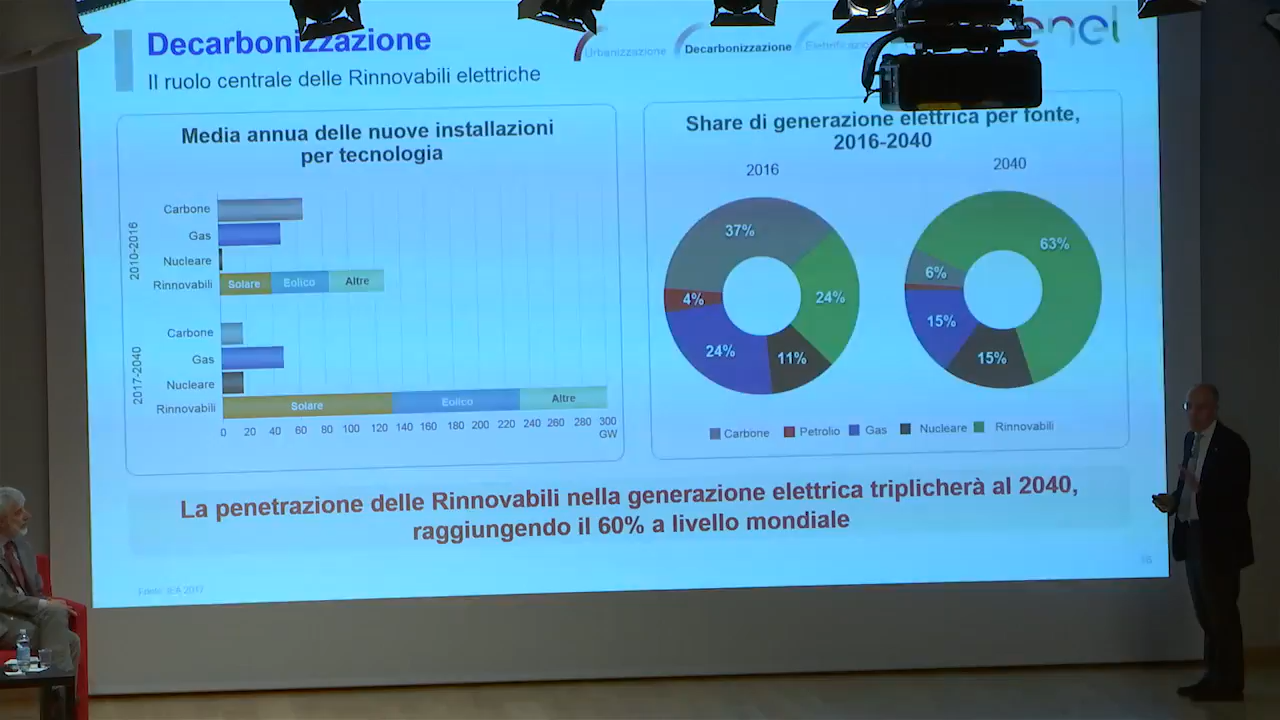 Decarbonizzazione
Il ruolo centrale delle Rinnovabili elettriche
Urbanizzazione
Decarbonizzazione
enel
Media annua delle nuove installazioni
per tecnologia
2010-2016
Carbone
Gas
Nucleare
Rinnovabili
Solare
Eolico
Altre
2017-2040
Carbone
Gas
Nucleare
Rinnovabili
Solare
Eolico
Altre
0 20 40 60 80 100 120 140 160 180 200 220 240 260 280 300
GW
Share di generazione elettrica per fonte,
2016-2040
2016
37%
24%
11%
24%
4%
2040
63%
15%
15%
6%
Carbone Petrolio Gas Nucleare Rinnovabili
La penetrazione delle Rinnovabili nella generazione elettrica triplicherà al 2040,
raggiungendo il 60% a livello mondiale
Fonte: IEA 2017